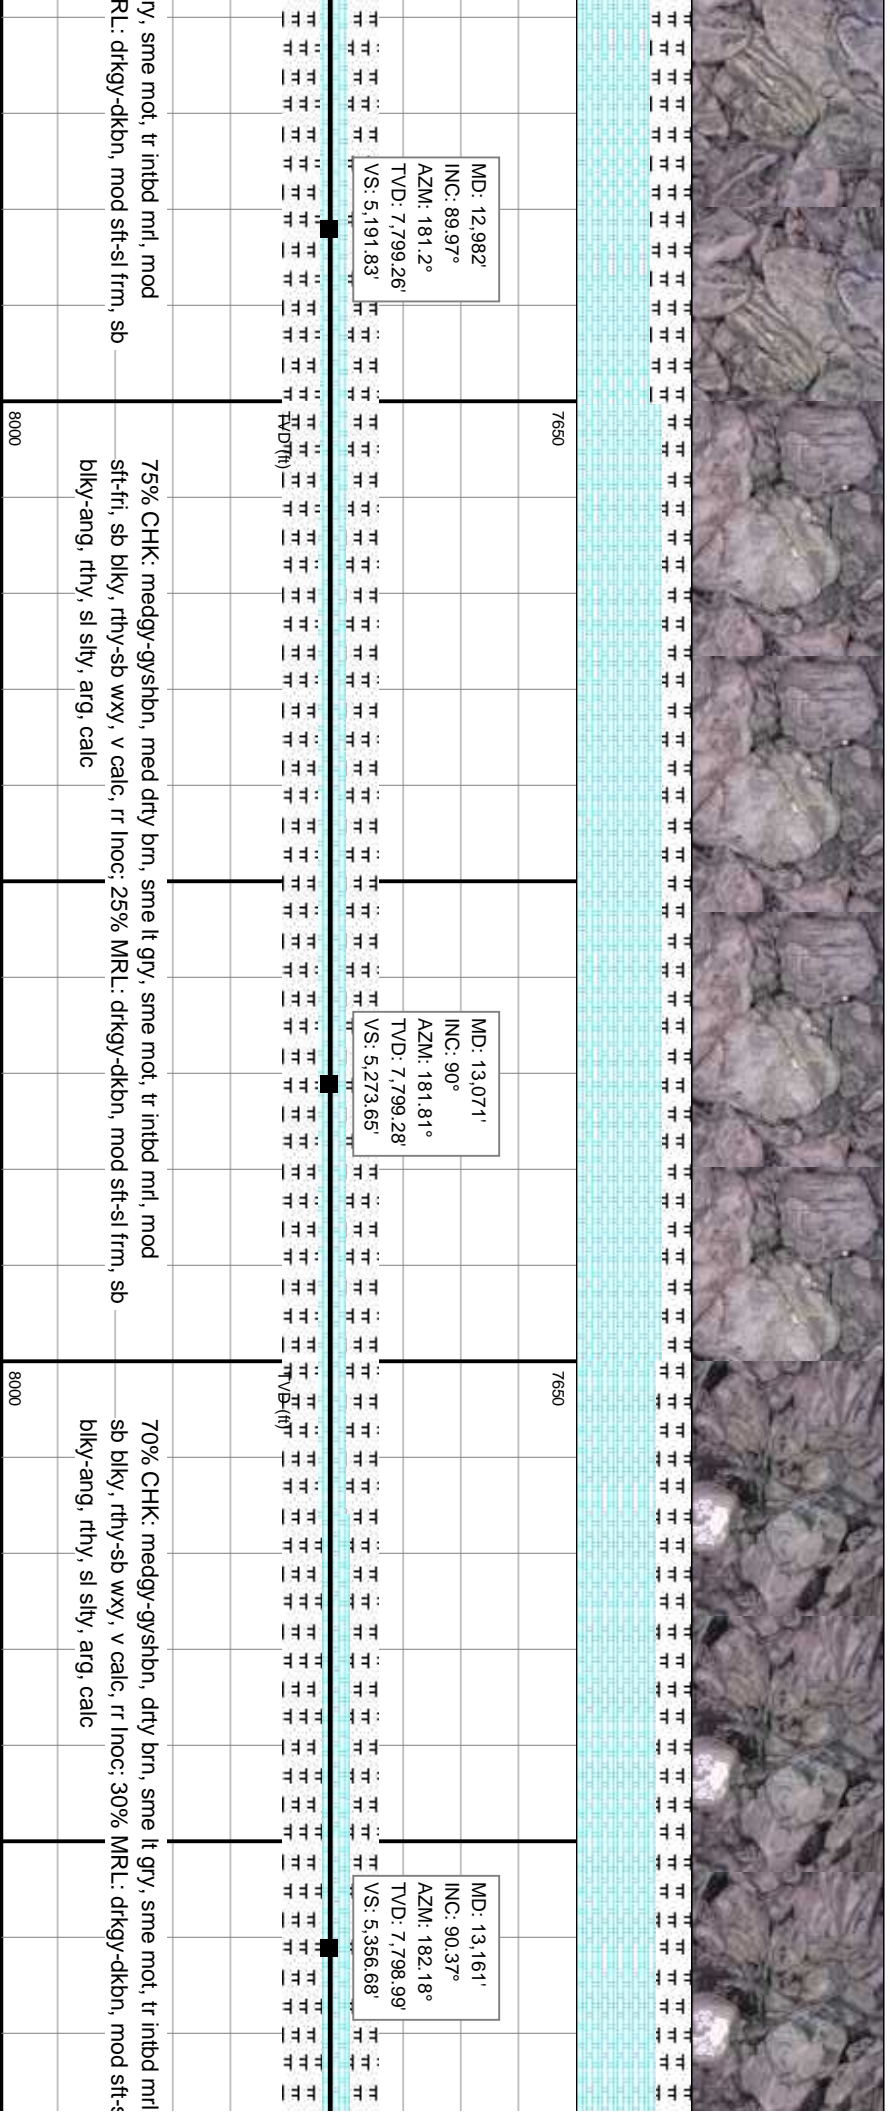 ry, sme mot, tr intbd mrl, mod
RL: drkgy-dkbn, mod sft-sl frm, sb
MD: 12,982'
INC: 89.97°
AZM: 181.2°
TVD: 7,799.26'
VS: 5,191.83'
7650
TVD (ft)
8000
75% CHK: medgy-gyshbn, med drty brn, sme lt gry, sme mot, tr intbd mrl, mod
sft-fri, sb blky, rthy-sb wxy, v calc, rr Inoc; 25% MRL: drkgy-dkbn, mod sft-sl frm, sb
blky-ang, rthy, sl slty, arg, calc
MD: 13,071'
INC: 90°
AZM: 181.81°
TVD: 7,799.28'
VS: 5,273.65'
7650
TVD (ft)
8000
70% CHK: medgy-gyshbn, drty brn, sme lt gry, sme mot, tr intbd mrl
sb blky, rthy-sb wxy, v calc, rr Inoc; 30% MRL: drkgy-dkbn, mod sft-s
blky-ang, rthy, sl slty, arg, calc
MD: 13,161'
INC: 90.37°
AZM: 182.18°
TVD: 7,798.99'
VS: 5,356.68'